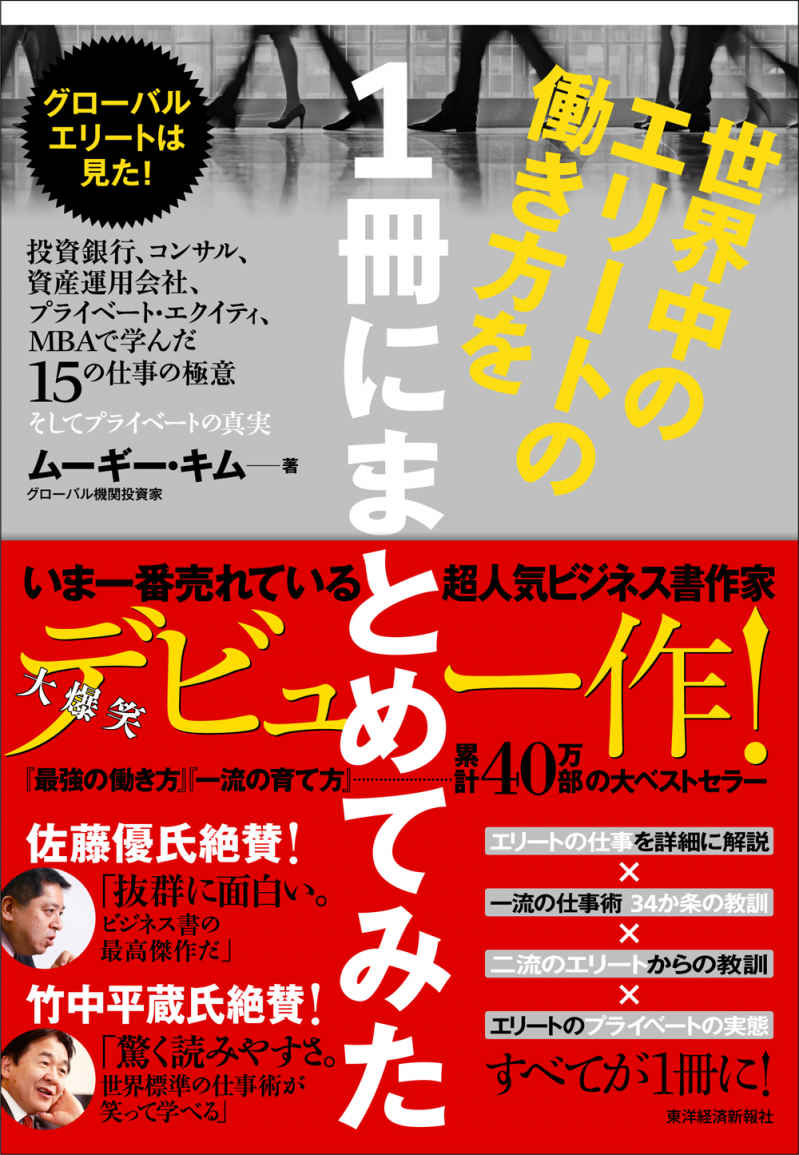 世界中の
エリートの
働き方を
1冊にまとめてみた
グローバル
エリートは
見た!
投資銀行、コンサル、
資産運用会社、
プライベート・エクイティ、
MBAで学んだ
15の仕事の極意
そしてプライベートの真実
ムーギー・キム──著
グローバル機関投資家
いま一番売れている 超人気ビジネス書作家
大爆笑
デビュー作!
『最強の働き方』『一流の育て方』…………累計40万部の大ベストセラー
佐藤優氏絶賛!
「抜群に面白い。
ビジネス書の
最高傑作だ」
竹中平蔵氏絶賛!
「驚く読みやすさ。
世界標準の仕事術が
笑って学べる」
エリートの仕事を詳細に解説
×
一流の仕事術 34か条の教訓
×
二流のエリートからの教訓
×
エリートのプライベートの実態
すべてが1冊に!
東洋経済新報社